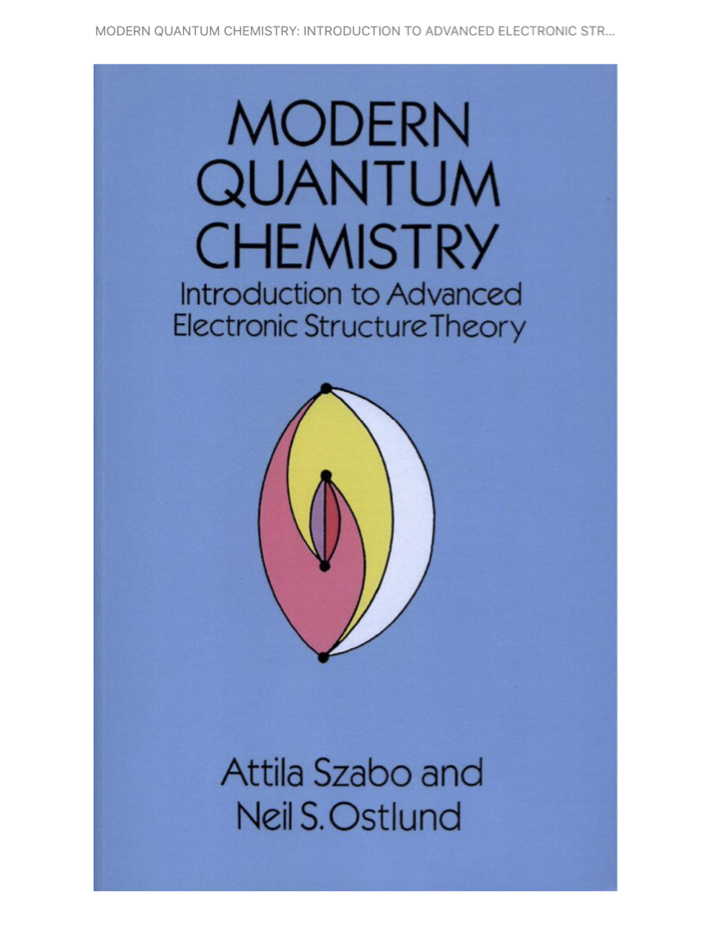 MODERN QUANTUM CHEMISTRY: INTRODUCTION TO ADVANCED ELECTRONIC STR...
MODERN
QUANTUM
CHEMISTRY
Introduction to Advanced
Electronic Structure Theory
Attila Szabo and
Neil S. Ostlund